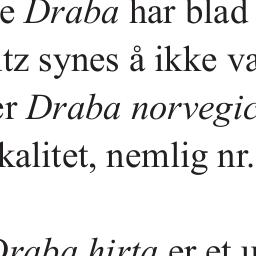 e Draba har blad
tz synes å ikke va
er Draba norvegic
kalitet, nemlig nr.
Draba hirta er et u